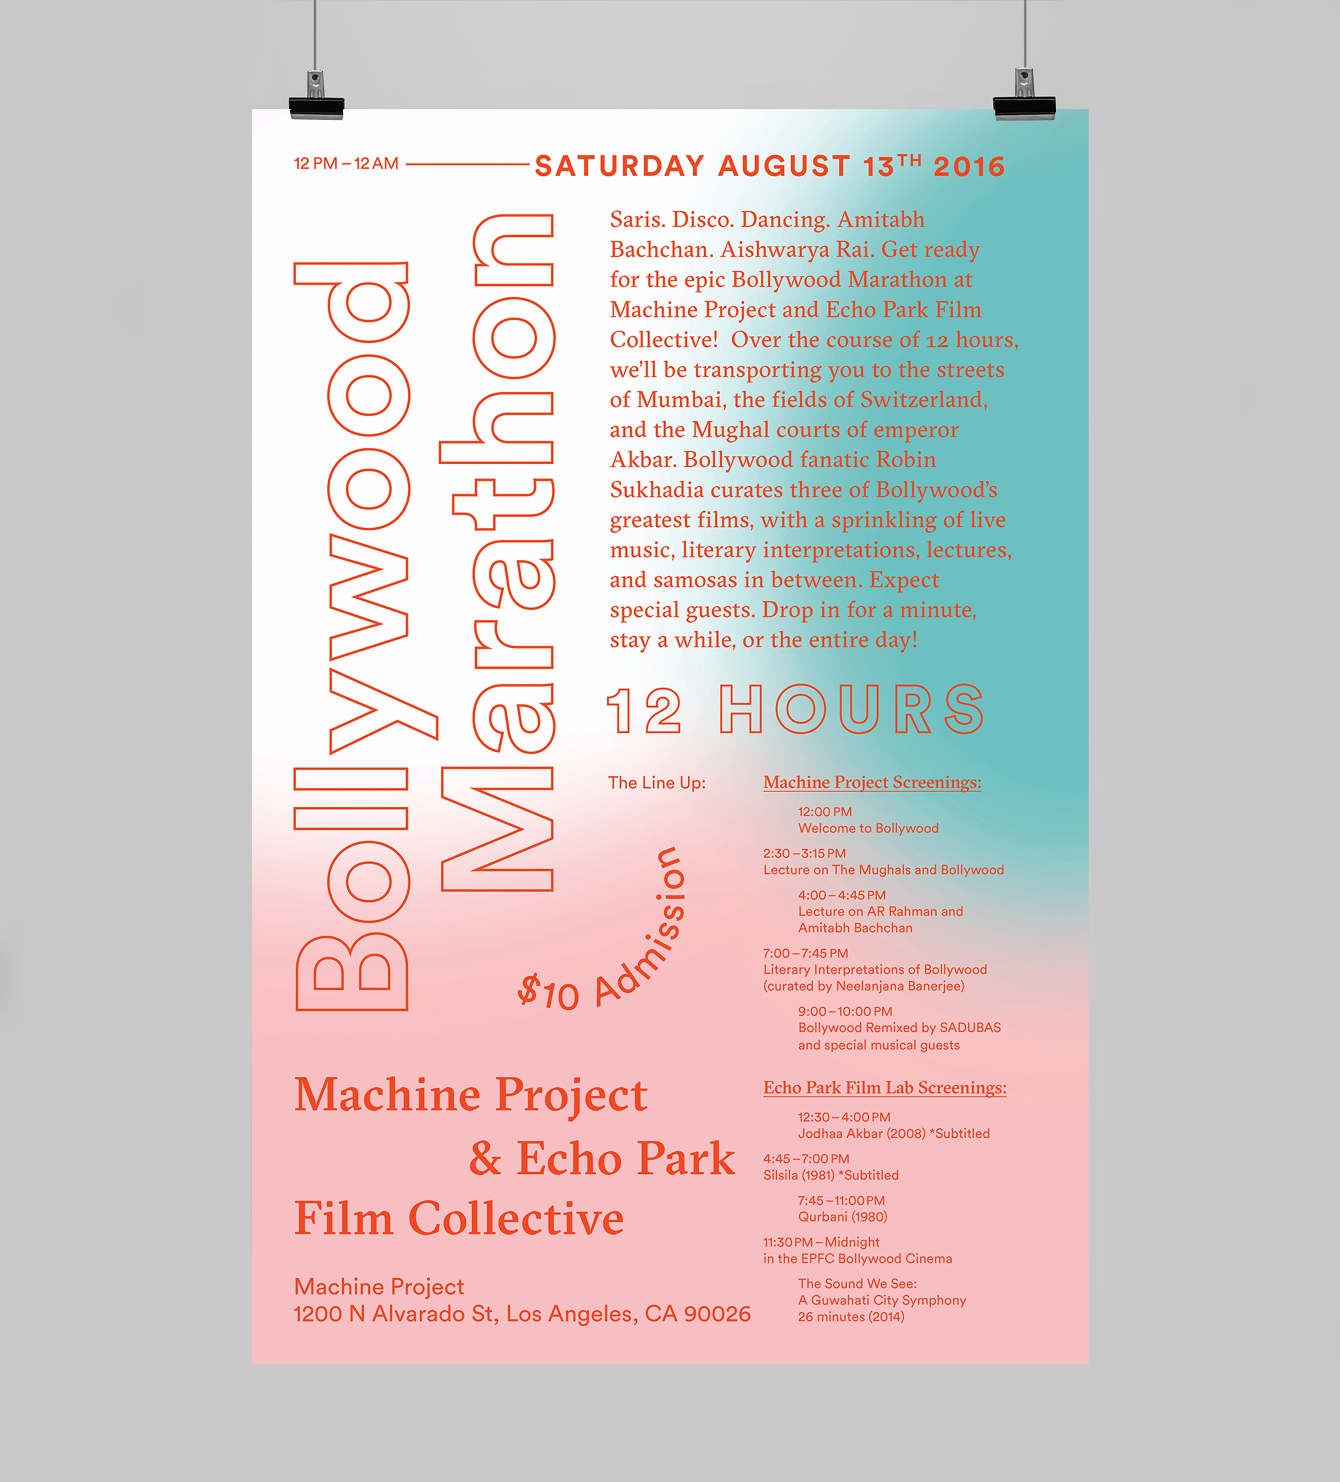 12 PM – 12 AM SATURDAY AUGUST 13TH 2016
Bollywood
Marathon
Saris. Disco. Dancing. Amitabh
Bachchan. Aishwarya Rai. Get ready
for the epic Bollywood Marathon at
Machine Project and Echo Park Film
Collective!  Over the course of 12 hours,
we’ll be transporting you to the streets
of Mumbai, the fields of Switzerland,
and the Mughal courts of emperor
Akbar. Bollywood fanatic Robin
Sukhadia curates three of Bollywood’s
greatest films, with a sprinkling of live
music, literary interpretations, lectures,
and samosas in between. Expect
special guests. Drop in for a minute,
stay a while, or the entire day!
12 HOURS
The Line Up:
Machine Project Screenings:
12:00 PM
Welcome to Bollywood
2:30 – 3:15 PM
Lecture on The Mughals and Bollywood
4:00 – 4:45 PM
Lecture on AR Rahman and
Amitabh Bachchan
7:00 – 7:45 PM
Literary Interpretations of Bollywood
(curated by Neelanjana Banerjee)
9:00 – 10:00 PM
Bollywood Remixed by SADUBAS
and special musical guests
Echo Park Film Lab Screenings:
12:30 – 4:00 PM
Jodhaa Akbar (2008) *Subtitled
4:45 – 7:00 PM
Silsila (1981) *Subtitled
7:45 – 11:00 PM
Qurbani (1980)
11:30 PM – Midnight
in the EPFC Bollywood Cinema
The Sound We See:
A Guwahati City Symphony
26 minutes (2014)
$10 Admission
Machine Project
& Echo Park
Film Collective
Machine Project
1200 N Alvarado St, Los Angeles, CA 90026